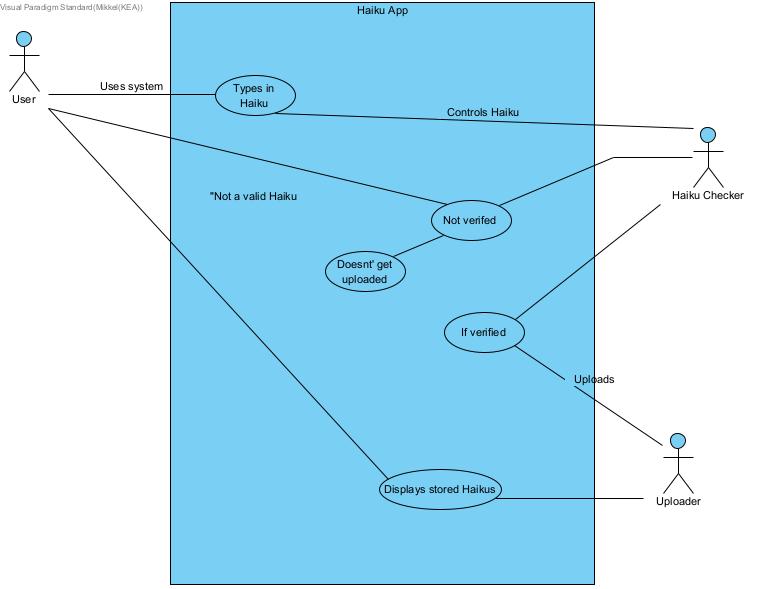 Visual Paradigm Standard(Mikkel(KEA))
Haiku App
User
Uses system
Types in
Haiku
Controls Haiku
Haiku Checker
"Not a valid Haiku
Not verifed
Doesnt' get
uploaded
If verified
Uploads
Displays stored Haikus
Uploader